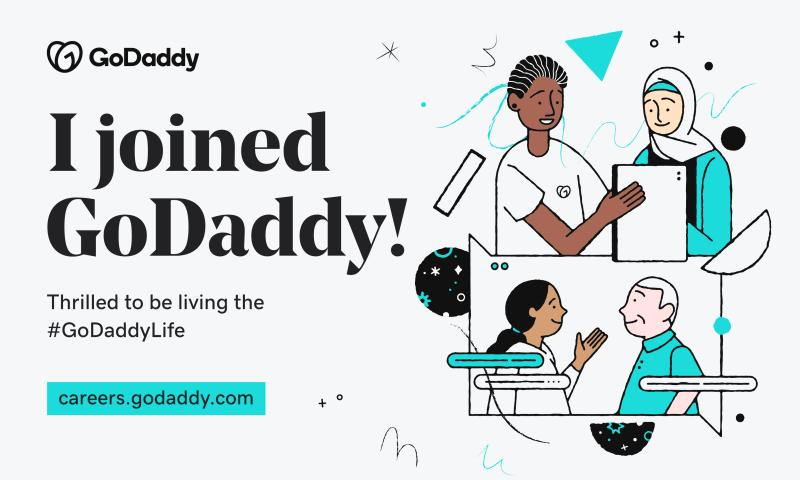 GoDaddy
I joined
GoDaddy!
Thrilled to be living the
#GoDaddyLife
careers.godaddy.com